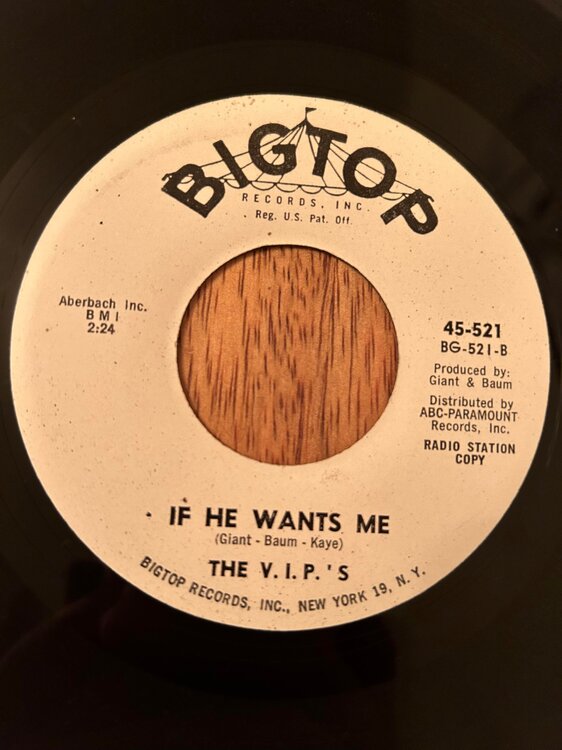 BIGTOP
RECORDS, INC.
Reg. U.S. Pat. Off.
Aberbach Inc.
BMI
2:24
45-521
BG-521-B
Produced by:
Giant & Baum
Distributed by
ABC-PARAMOUNT
Records, Inc.
RADIO STATION
COPY
IF HE WANTS ME
(Giant - Baum - Kaye)
THE V.I.P.'S
BIGTOP RECORDS, INC., NEW YORK 19, N.Y.